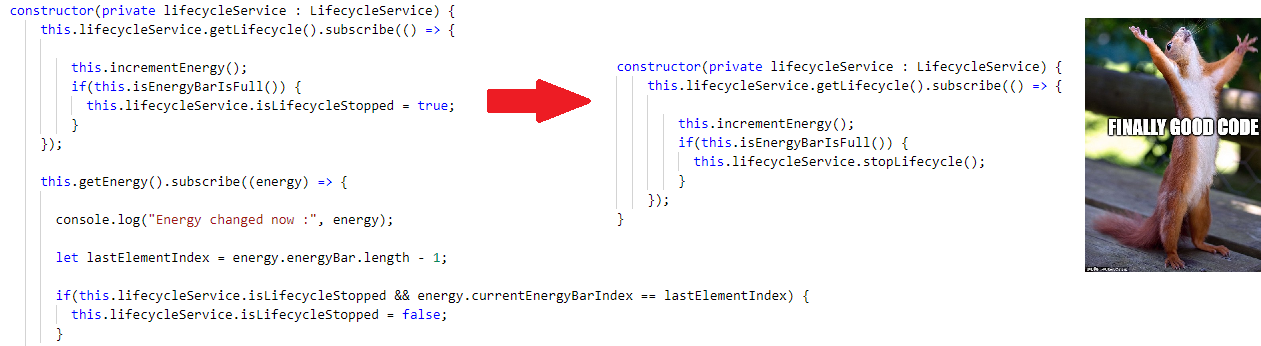 constructor(private lifecycleService : LifecycleService) {
this.lifecycleService.getLifecycle().subscribe(() => {
this.incrementEnergy();
if(this.isEnergyBarIsFull()) {
this.lifecycleService.isLifecycleStopped = true;
}
});
this.getEnergy().subscribe((energy) => {
console.log("Energy changed now :", energy);
let lastElementIndex = energy.energyBar.length - 1;
if(this.lifecycleService.isLifecycleStopped && energy.currentEnergyBarIndex == lastElementIndex) {
this.lifecycleService.isLifecycleStopped = false;
}
constructor(private lifecycleService : LifecycleService) {
this.lifecycleService.getLifecycle().subscribe(() => {
this.incrementEnergy();
if(this.isEnergyBarIsFull()) {
this.lifecycleService.stopLifecycle();
}
});
}
FINALLY GOOD CODE